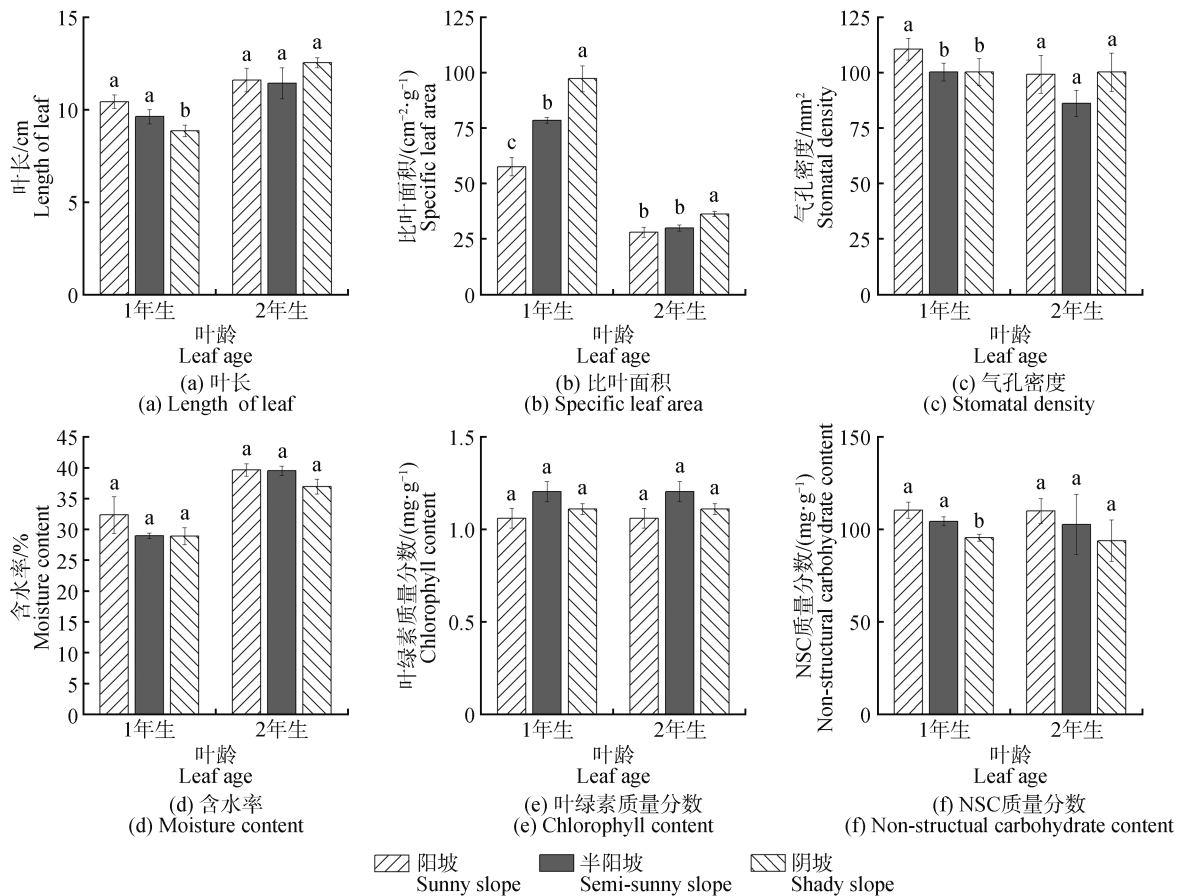 15
10
5
0
叶长/cm
Length of leaf
a
a
b
a
a
a
1年生
2年生
叶龄
Leaf age
(a) 叶长
(a) Length of leaf
125
100
75
50
25
0
比叶面积/(cm⁻²·g⁻¹)
Specific leaf area
c
b
a
b
b
a
1年生
2年生
叶龄
Leaf age
(b) 比叶面积
(b) Specific leaf area
125
100
75
50
25
0
气孔密度/mm²
Stomatal density
a
b
b
a
a
a
1年生
2年生
叶龄
Leaf age
(c) 气孔密度
(c) Stomatal density
45
40
35
30
25
20
15
10
5
0
含水率/%
Moisture content
a
a
a
a
a
a
1年生
2年生
叶龄
Leaf age
(d) 含水率
(d) Moisture content
1.5
1.0
0.5
0
叶绿素质量分数/(mg·g⁻¹)
Chlorophyll content
a
a
a
a
a
a
1年生
2年生
叶龄
Leaf age
(e) 叶绿素质量分数
(e) Chlorophyll content
150
100
50
0
NSC质量分数/(mg·g⁻¹)
Non-structural carbohydrate content
a
a
b
a
a
a
1年生
2年生
叶龄
Leaf age
(f) NSC质量分数
(f) Non-structual carbohydrate content
阳坡
Sunny slope
半阳坡
Semi-sunny slope
阴坡
Shady slope